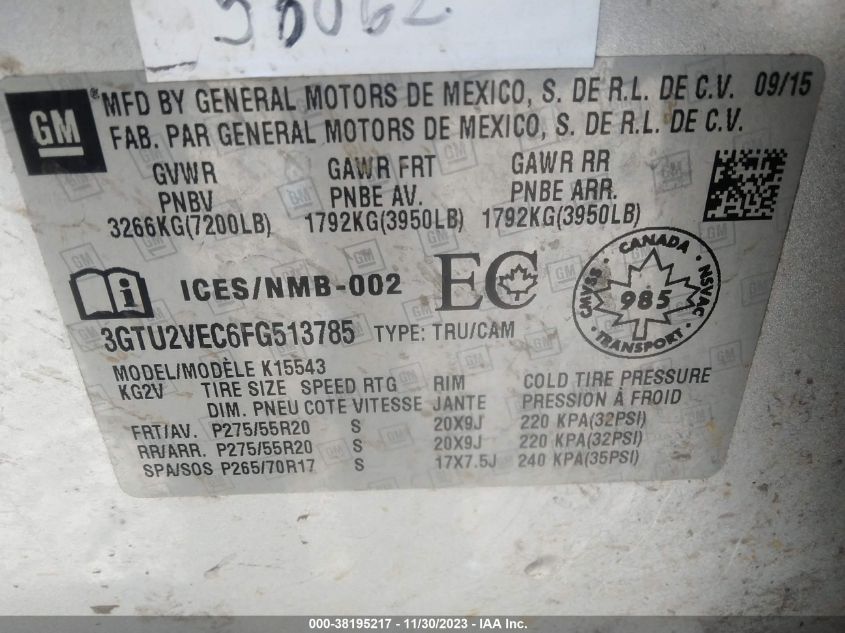 35062
GM
® MFD BY GENERAL MOTORS DE MEXICO, S. DE R.L. DE C.V. 09/15
FAB. PAR GENERAL MOTORS DE MEXICO, S. DE R.L. DE C.V.
GVWR GAWR FRT GAWR RR
PNBV PNBE AV. PNBE ARR.
3266KG(7200LB) 1792KG(3950LB) 1792KG(3950LB)
i ICES/NMB-002 EC
CANADA
CMVSS 985 NSVAC
TRANSPORT
3GTU2VEC6FG513785 TYPE: TRU/CAM
MODEL/MODÈLE K15543
KG2V TIRE SIZE SPEED RTG RIM COLD TIRE PRESSURE
DIM. PNEU COTE VITESSE JANTE PRESSION À FROID
FRT/AV. P275/55R20 S 20X9J 220 KPA(32PSI)
RR/ARR. P275/55R20 S 20X9J 220 KPA(32PSI)
SPA/SOS P265/70R17 S 17X7.5J 240 KPA(35PSI)
000-38195217 - 11/30/2023 - IAA Inc.